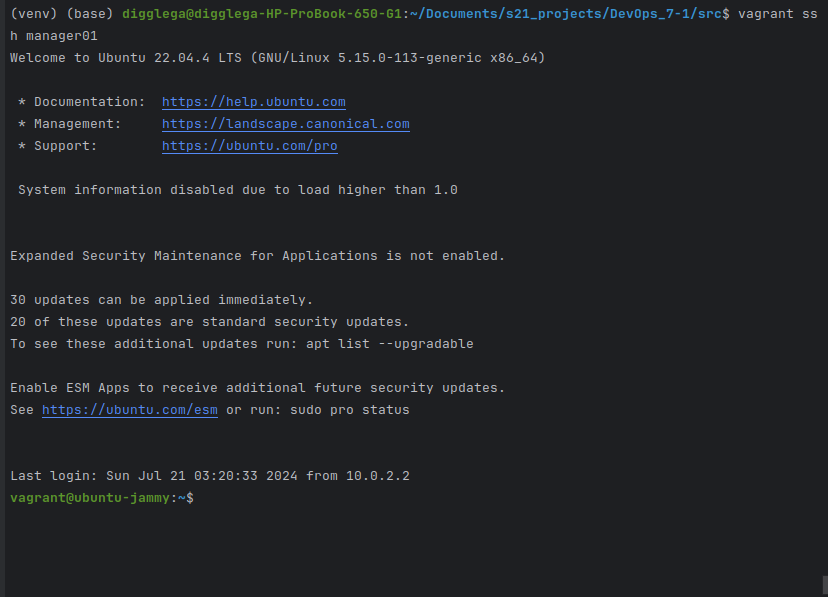 (venv) (base) digglega@digglega-HP-ProBook-650-G1:~/Documents/s21_projects/DevOps_7-1/src$ vagrant ss
h manager01
Welcome to Ubuntu 22.04.4 LTS (GNU/Linux 5.15.0-113-generic x86_64)
* Documentation:  https://help.ubuntu.com
* Management:     https://landscape.canonical.com
* Support:        https://ubuntu.com/pro
System information disabled due to load higher than 1.0
Expanded Security Maintenance for Applications is not enabled.
30 updates can be applied immediately.
20 of these updates are standard security updates.
To see these additional updates run: apt list --upgradable
Enable ESM Apps to receive additional future security updates.
See https://ubuntu.com/esm or run: sudo pro status
Last login: Sun Jul 21 03:20:33 2024 from 10.0.2.2
vagrant@ubuntu-jammy:~$